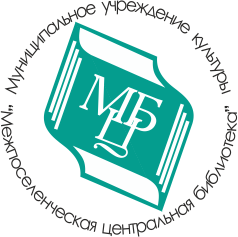 Муниципальное учреждение культуры
"Межпоселенческая центральная библиотека"
МЦБ